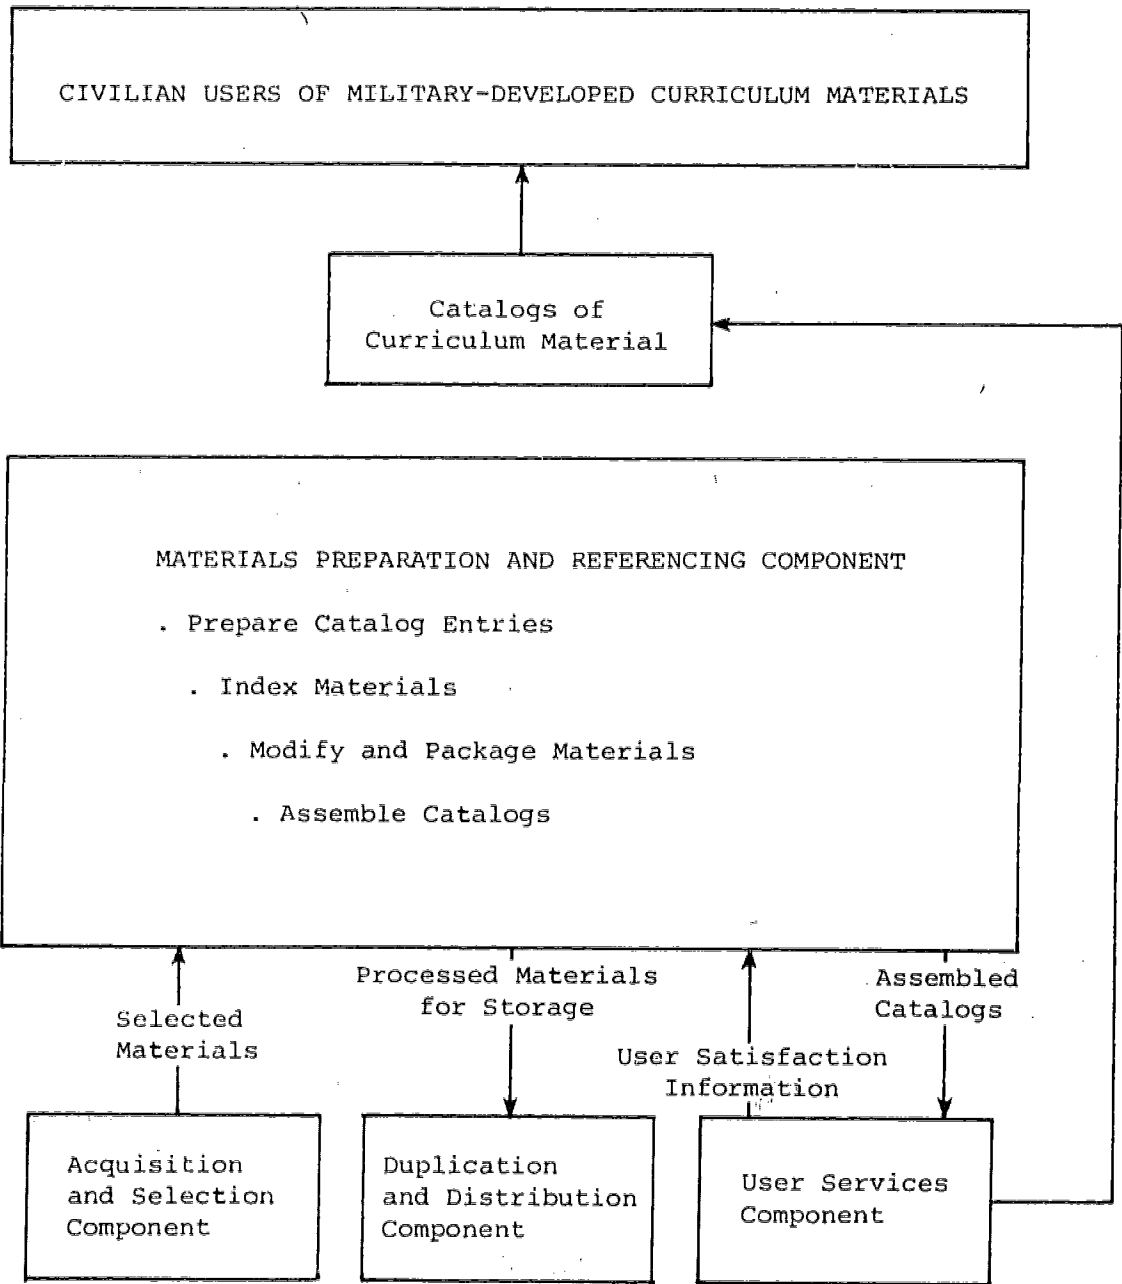 CIVILIAN USERS OF MILITARY-DEVELOPED CURRICULUM MATERIALS
Catalogs of
Curriculum Material
MATERIALS PREPARATION AND REFERENCING COMPONENT
. Prepare Catalog Entries
. Index Materials
. Modify and Package Materials
. Assemble Catalogs
Selected
Materials
Processed Materials
for Storage
User Satisfaction
Information
Assembled
Catalogs
Acquisition
and Selection
Component
Duplication
and Distribution
Component
User Services
Component